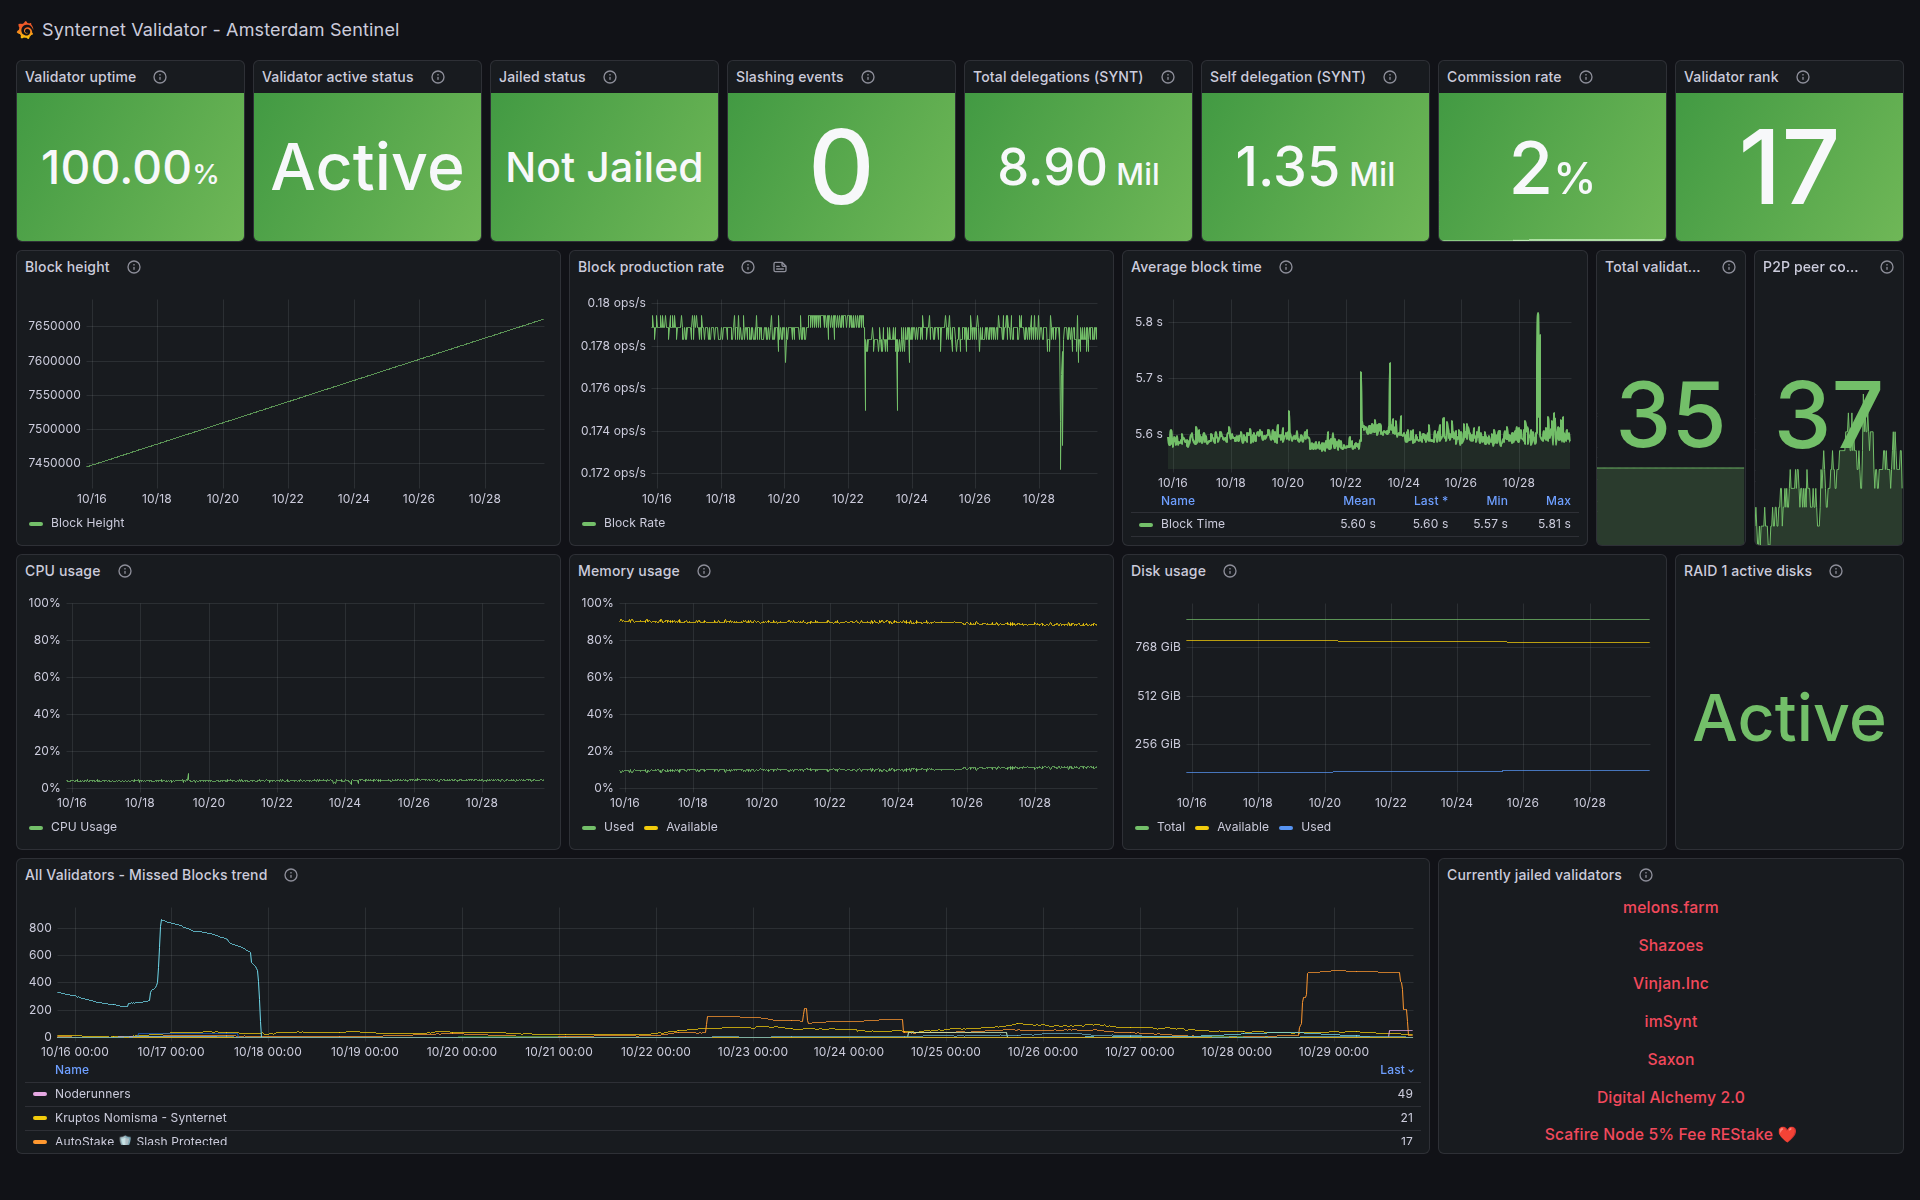 Synternet Validator - Amsterdam Sentinel
Validator uptime
100.00%
Validator active status
Active
Jailed status
Not Jailed
Slashing events
0
Total delegations (SYNT)
8.90 Mil
Self delegation (SYNT)
1.35 Mil
Commission rate
2%
Validator rank
17
Block height
7650000
7600000
7550000
7500000
7450000
10/16 10/18 10/20 10/22 10/24 10/26 10/28
Block Height
Block production rate
0.18 ops/s
0.178 ops/s
0.176 ops/s
0.174 ops/s
0.172 ops/s
10/16 10/18 10/20 10/22 10/24 10/26 10/28
Block Rate
Average block time
5.8 s
5.7 s
5.6 s
10/16 10/18 10/20 10/22 10/24 10/26 10/28
Name Mean Last * Min Max
Block Time 5.60 s 5.60 s 5.57 s 5.81 s
Total validat...
35
P2P peer co...
37
CPU usage
100%
80%
60%
40%
20%
0%
10/16 10/18 10/20 10/22 10/24 10/26 10/28
CPU Usage
Memory usage
100%
80%
60%
40%
20%
0%
10/16 10/18 10/20 10/22 10/24 10/26 10/28
Used Available
Disk usage
768 GiB
512 GiB
256 GiB
10/16 10/18 10/20 10/22 10/24 10/26 10/28
Total Available Used
RAID 1 active disks
Active
All Validators - Missed Blocks trend
800
600
400
200
0
10/16 00:00 10/17 00:00 10/18 00:00 10/19 00:00 10/20 00:00 10/21 00:00 10/22 00:00 10/23 00:00 10/24 00:00 10/25 00:00 10/26 00:00 10/27 00:00 10/28 00:00 10/29 00:00
Name Last
Noderunners 49
Kruptos Nomisma - Synternet 21
AutoStake 🛡️ Slash Protected 17
Currently jailed validators
melons.farm
Shazoes
Vinjan.Inc
imSynt
Saxon
Digital Alchemy 2.0
Scafire Node 5% Fee REStake ❤️